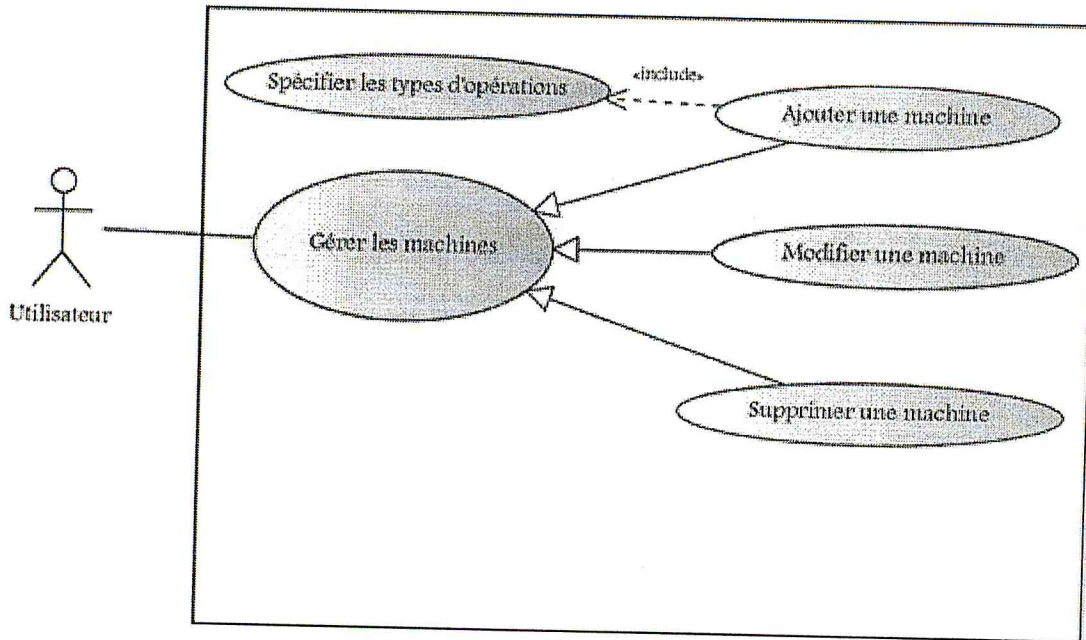 Spécifier les types d'opérations
«include»
Ajouter une machine
Gérer les machines
Modifier une machine
Utilisateur
Supprimer une machine